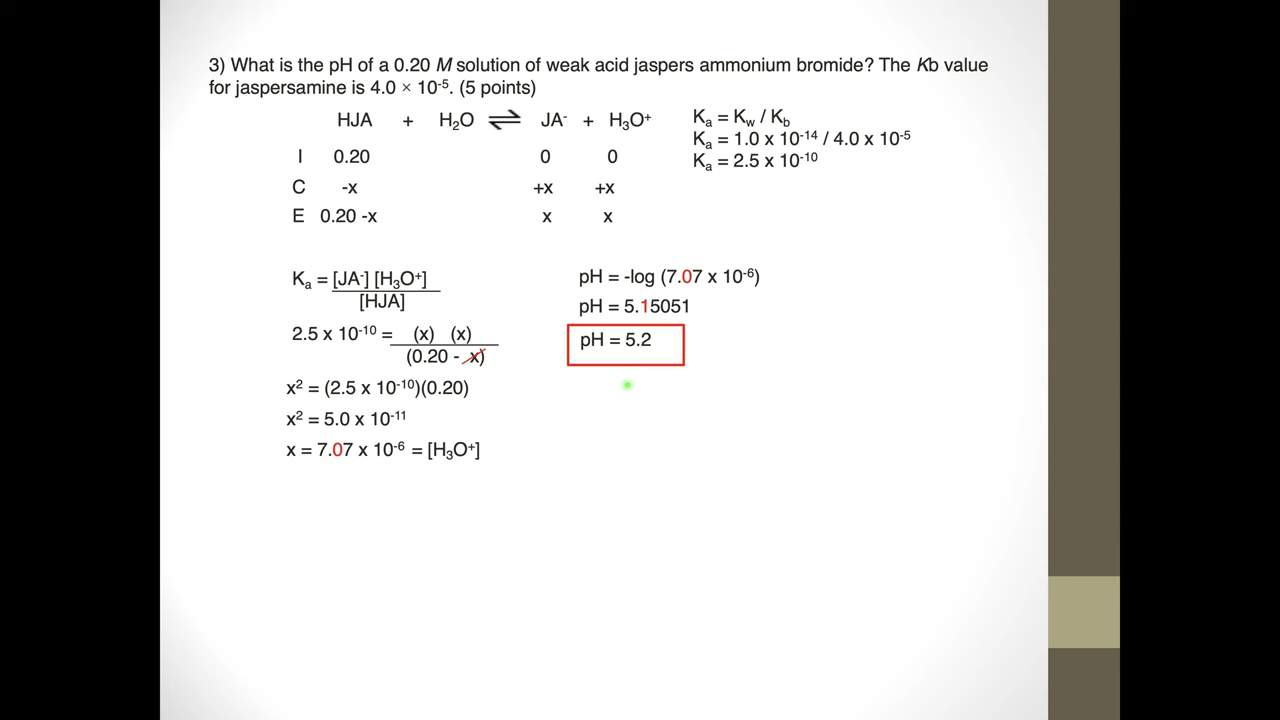 3) What is the pH of a 0.20 M solution of weak acid jaspers ammonium bromide? The Kb value
for jaspersamine is 4.0 × 10⁻⁵. (5 points)
HJA + H₂O ⇌ JA⁻ + H₃O⁺
I 0.20 0 0
C -x +x +x
E 0.20 -x x x
Kₐ = K_w / K_b
Kₐ = 1.0 x 10⁻¹⁴ / 4.0 x 10⁻⁵
Kₐ = 2.5 x 10⁻¹⁰
Kₐ = [JA⁻] [H₃O⁺]
[HJA]
2.5 x 10⁻¹⁰ = (x) (x)
(0.20 - x)
x² = (2.5 x 10⁻¹⁰)(0.20)
x² = 5.0 x 10⁻¹¹
x = 7.07 x 10⁻⁶ = [H₃O⁺]
pH = -log (7.07 x 10⁻⁶)
pH = 5.15051
pH = 5.2